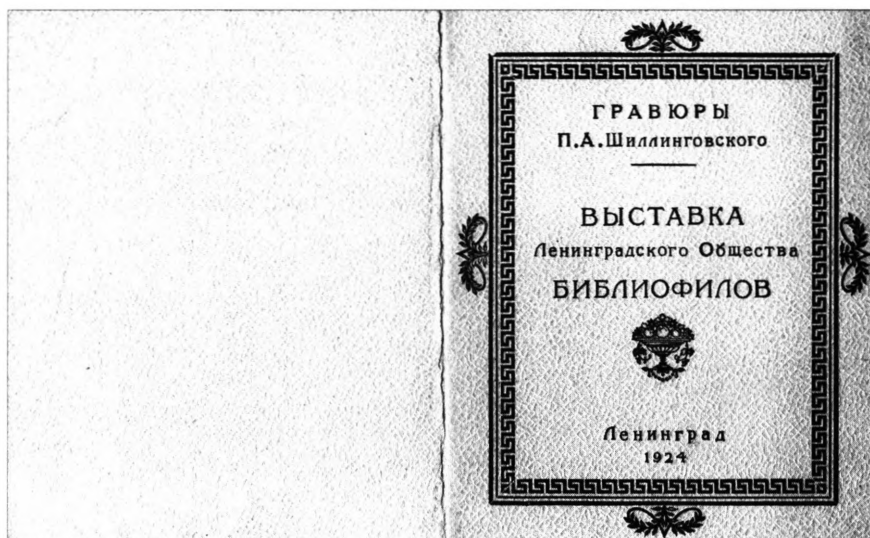 ГРАВЮРЫ
П.А.Шиллинговского
ВЫСТАВКА
Ленинградского Общества
БИБЛИОФИЛОВ
Ленинград
1924